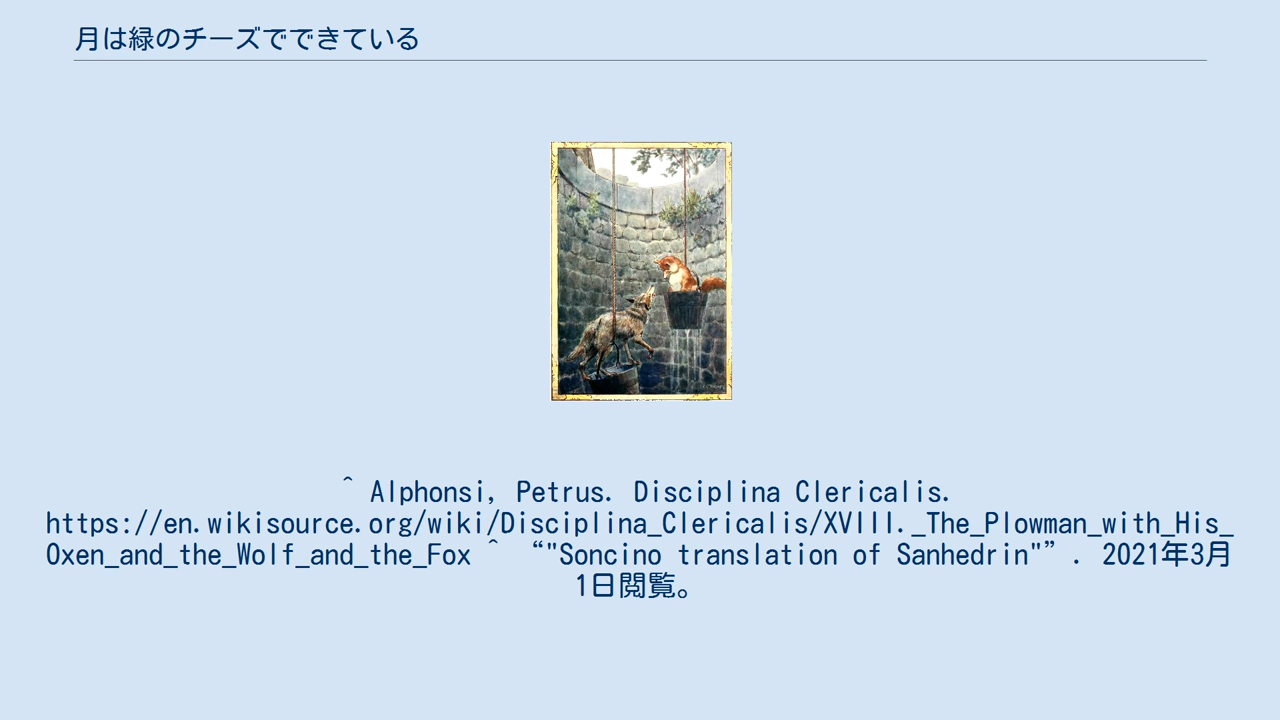 月は緑のチーズでできている
^ Alphonsi, Petrus. Disciplina Clericalis.
https://en.wikisource.org/wiki/Disciplina_Clericalis/XVIII._The_Plowman_with_His_
Oxen_and_the_Wolf_and_the_Fox ^ “"Soncino translation of Sanhedrin"”. 2021年3月
1日閲覧。